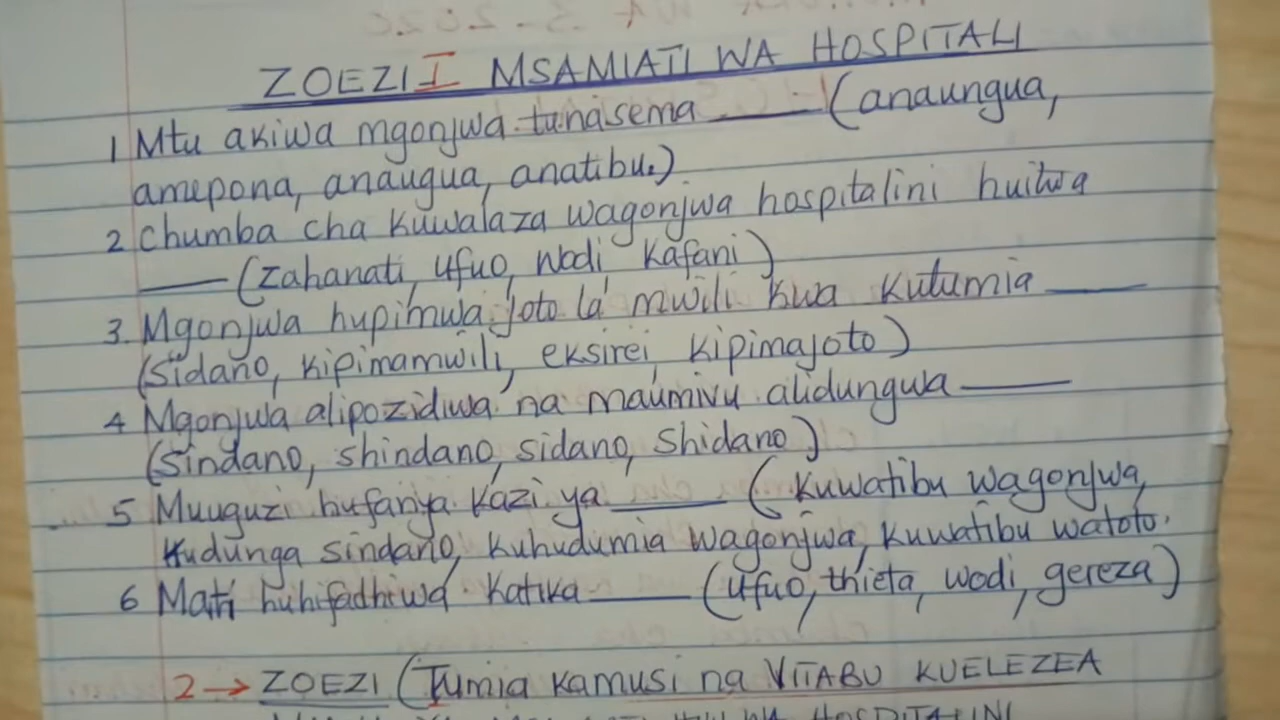 ZOEZI I MSAMIATI WA HOSPITALI
1 Mtu akiwa mgonjwa tunasema ____ (anaungua,
amepona, anaugua, anatibu.)
2 Chumba cha kuwalaza wagonjwa hospitalini huitwa
____ (zahanati, ufuo, wodi kafani)
3. Mgonjwa hupimwa joto la mwili kwa kutumia ____
(sidano, kipimamwili, eksirei, kipimajoto)
4 Mgonjwa alipozidiwa na maumivu alidungwa ____
(sindano, shindano, sidano, shidano)
5 Muuguzi hufanya kazi ya ____ (kuwatibu wagonjwa,
kudunga sindano, kuhudumia wagonjwa, kuwatibu watoto.
6 Maiti huhifadhiwa katika ____ (ufuo, thieta, wodi, gereza)
2 → ZOEZI (Tumia kamusi na VITABU KUELEZEA
WA HOSPITALINI